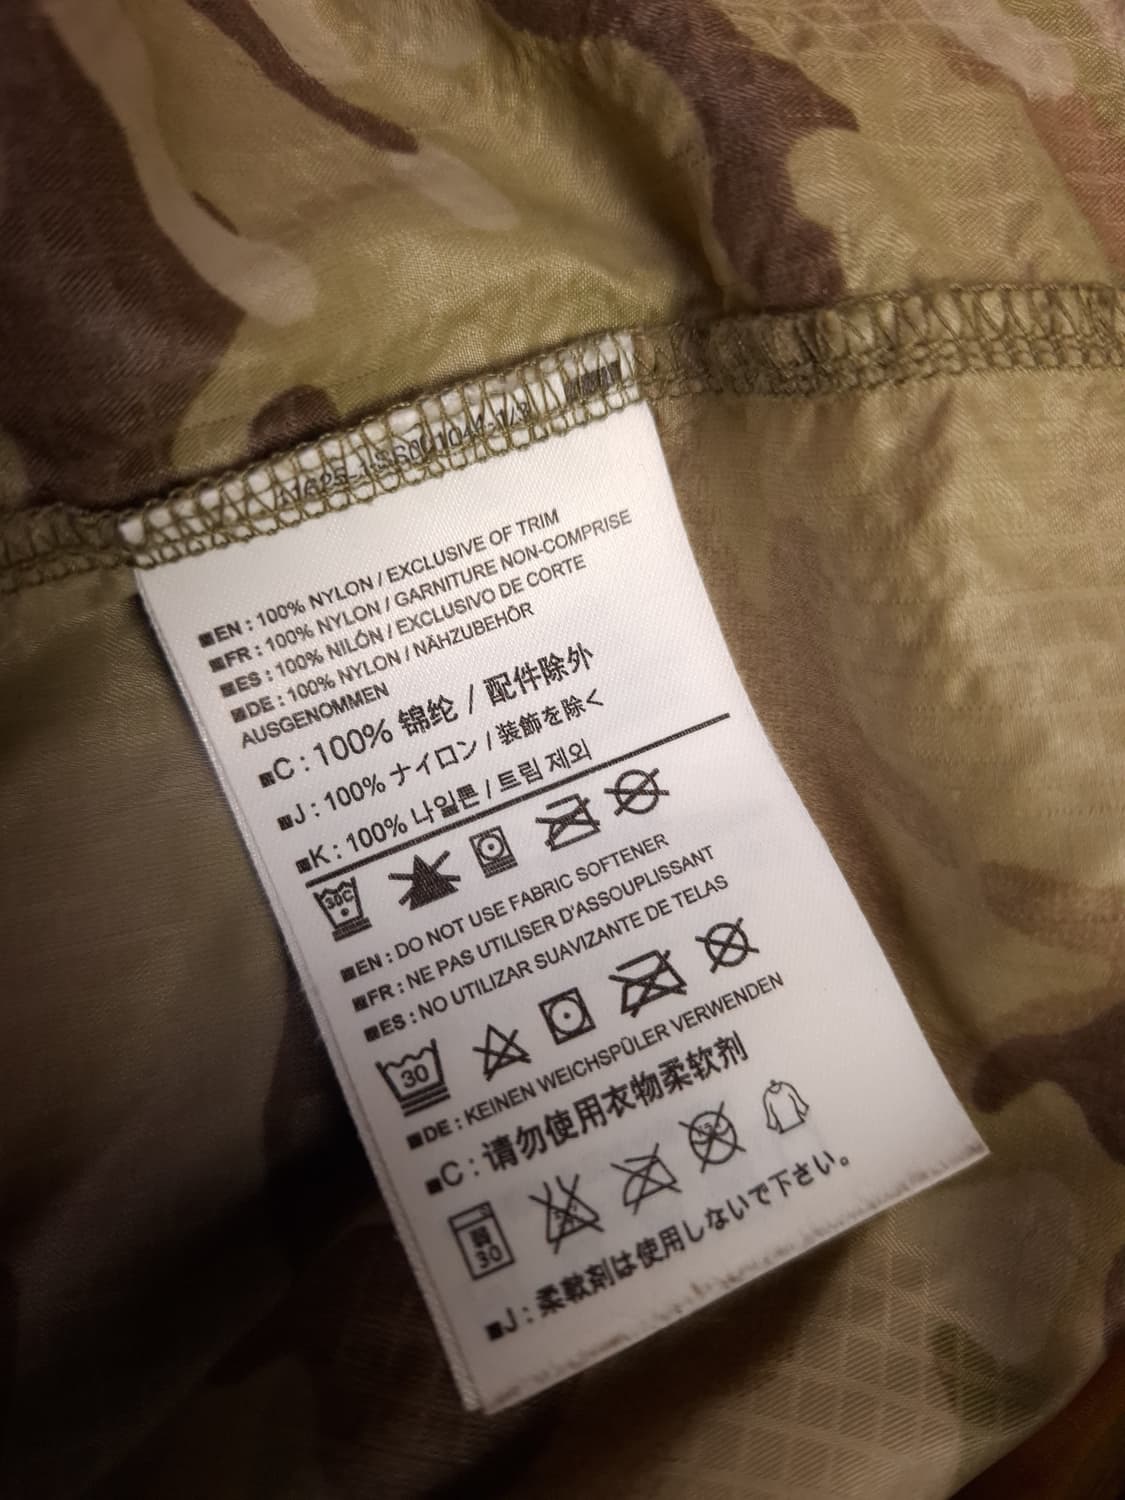 EN : 100% NYLON / EXCLUSIVE OF TRIM
FR : 100% NYLON / GARNITURE NON-COMPRISE
ES : 100% NILÓN / EXCLUSIVO DE CORTE
DE : 100% NYLON / NÄHZUBEHÖR
AUSGENOMMEN
C : 100% 锦纶 / 配件除外
J : 100% ナイロン / 装飾を除く
K : 100% 나일론 / 트림 제외
30C
EN : DO NOT USE FABRIC SOFTENER
FR : NE PAS UTILISER D'ASSOUPLISSANT
ES : NO UTILIZAR SUAVIZANTE DE TELAS
30
DE : KEINEN WEICHSPÜLER VERWENDEN
C : 请勿使用衣物柔软剂
弱
30
J : 柔軟剤は使用しないで下さい。